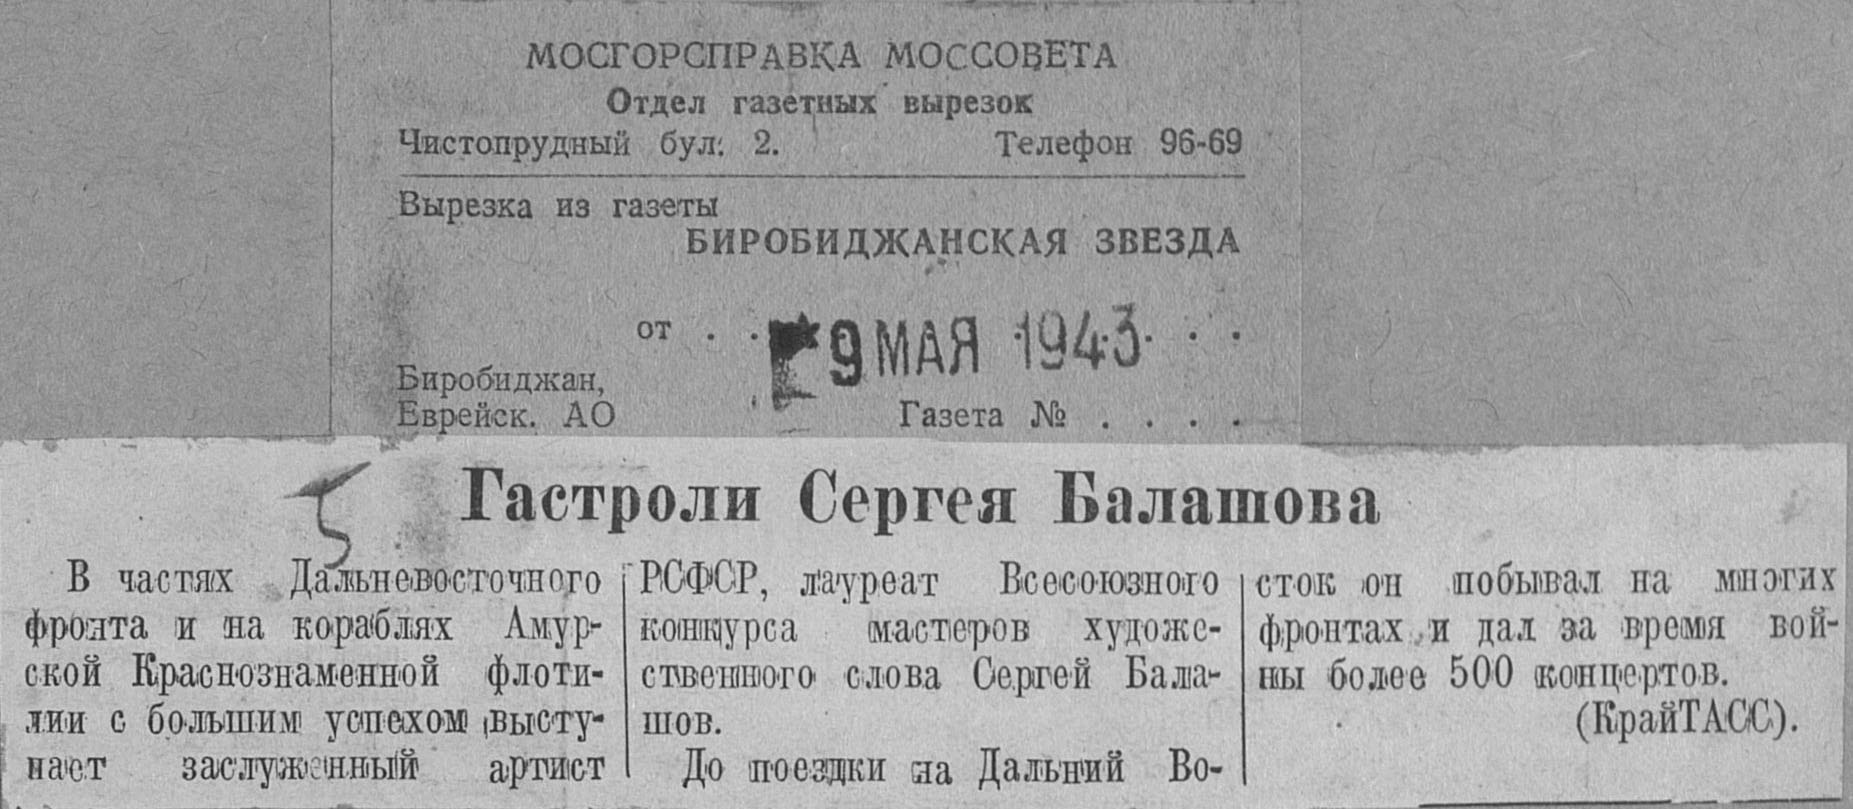 МОСГОРСПРАВКА МОССОВЕТА
Отдел газетных вырезок
Чистопрудный бул. 2. Телефон 96-69
Вырезка из газеты
БИРОБИДЖАНСКАЯ ЗВЕЗДА
от . . 9 МАЯ 1943 . . .
Биробиджан,
Еврейск. АО Газета № . . . .
5
Гастроли Сергея Балашова
В частях Дальневосточного
фронта и на кораблях Амур-
ской Краснознаменной флоти-
лии с большим успехом высту-
пает заслуженный артист
РСФСР, лауреат Всесоюзного
конкурса мастеров художе-
ственного слова Сергей Бала-
шов.
До поездки на Дальний Во-
сток он побывал на многих
фронтах и дал за время вой-
ны более 500 концертов.
(КрайТАСС).